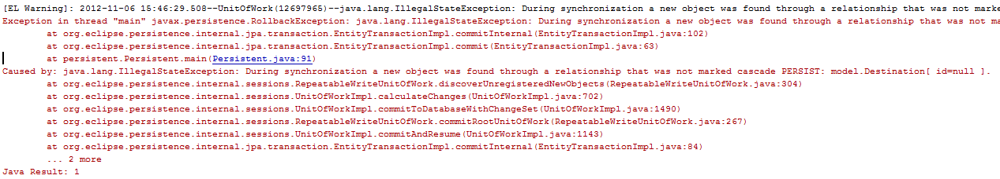 [EL Warning]: 2012-11-06 15:46:29.508--UnitOfWork(12697965)--java.lang.IllegalStateException: During synchronization a new object was found through a relationship that was not marke
Exception in thread "main" javax.persistence.RollbackException: java.lang.IllegalStateException: During synchronization a new object was found through a relationship that was not ma
at org.eclipse.persistence.internal.jpa.transaction.EntityTransactionImpl.commitInternal(EntityTransactionImpl.java:102)
at org.eclipse.persistence.internal.jpa.transaction.EntityTransactionImpl.commit(EntityTransactionImpl.java:63)
at persistent.Persistent.main(Persistent.java:91)
Caused by: java.lang.IllegalStateException: During synchronization a new object was found through a relationship that was not marked cascade PERSIST: model.Destination[ id=null ].
at org.eclipse.persistence.internal.sessions.RepeatableWriteUnitOfWork.discoverUnregisteredNewObjects(RepeatableWriteUnitOfWork.java:304)
at org.eclipse.persistence.internal.sessions.UnitOfWorkImpl.calculateChanges(UnitOfWorkImpl.java:702)
at org.eclipse.persistence.internal.sessions.UnitOfWorkImpl.commitToDatabaseWithChangeSet(UnitOfWorkImpl.java:1490)
at org.eclipse.persistence.internal.sessions.RepeatableWriteUnitOfWork.commitRootUnitOfWork(RepeatableWriteUnitOfWork.java:267)
at org.eclipse.persistence.internal.sessions.UnitOfWorkImpl.commitAndResume(UnitOfWorkImpl.java:1143)
at org.eclipse.persistence.internal.jpa.transaction.EntityTransactionImpl.commitInternal(EntityTransactionImpl.java:84)
... 2 more
Java Result: 1